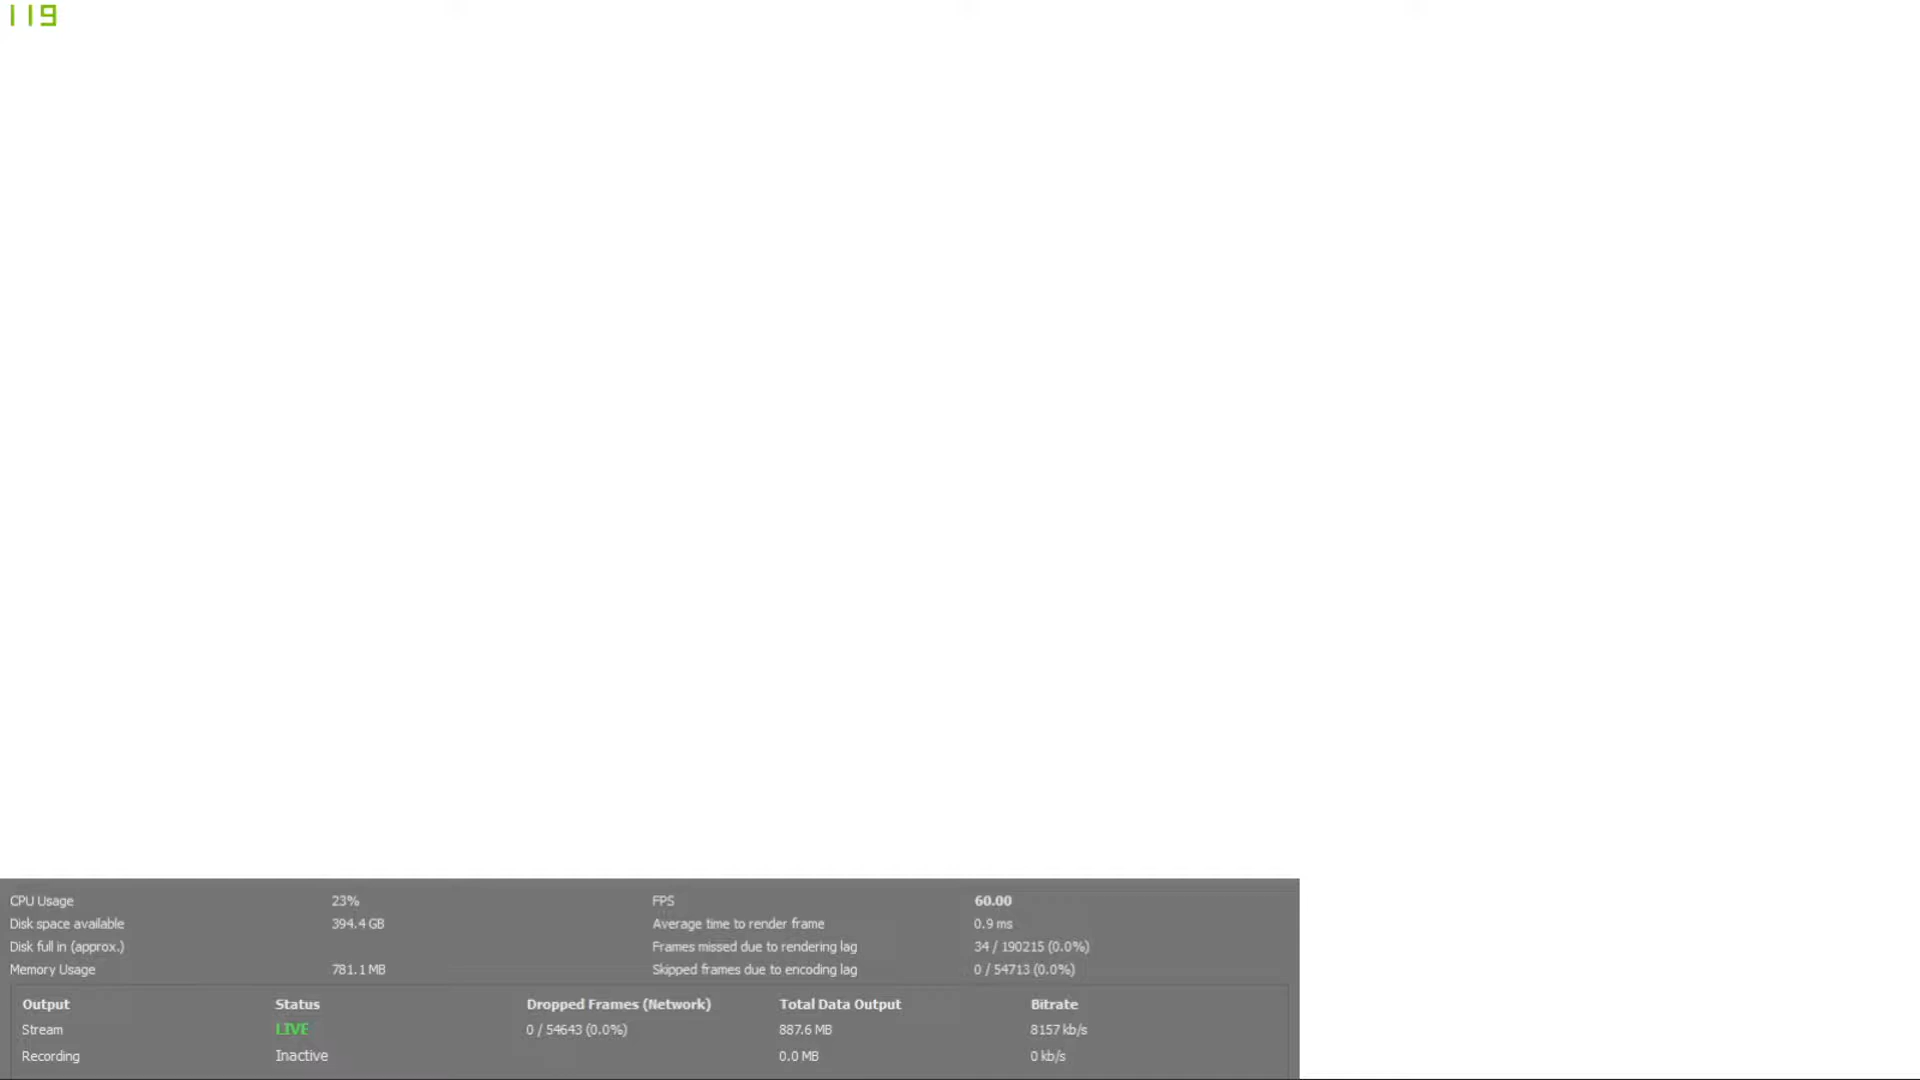 119
CPU Usage 23% FPS 60.00
Disk space available 394.4 GB Average time to render frame 0.9 ms
Disk full in (approx.) Frames missed due to rendering lag 34 / 190215 (0.0%)
Memory Usage 781.1 MB Skipped frames due to encoding lag 0 / 54713 (0.0%)
Output Status Dropped Frames (Network) Total Data Output Bitrate
Stream LIVE 0 / 54643 (0.0%) 887.6 MB 8157 kb/s
Recording Inactive 0.0 MB 0 kb/s